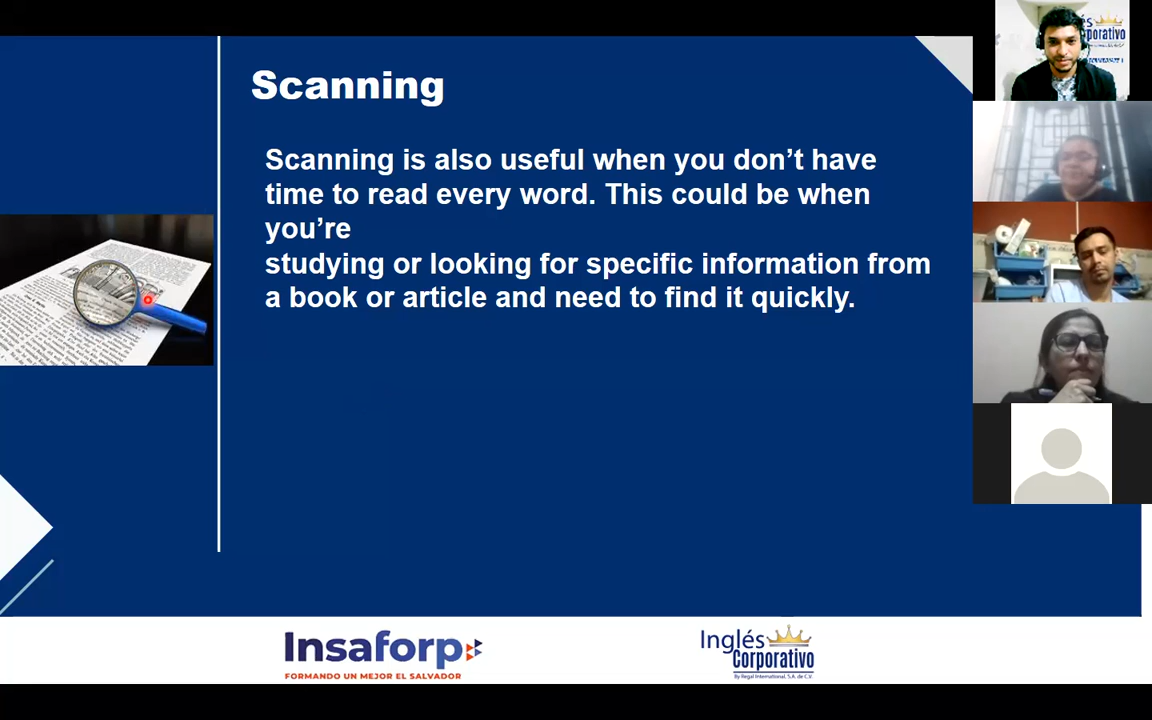 Scanning
Scanning is also useful when you don’t have
time to read every word. This could be when
you’re
studying or looking for specific information from
a book or article and need to find it quickly.
Insaforp
FORMANDO UN MEJOR EL SALVADOR
Inglés
Corporativo
By Regal International, S.A. de C.V.